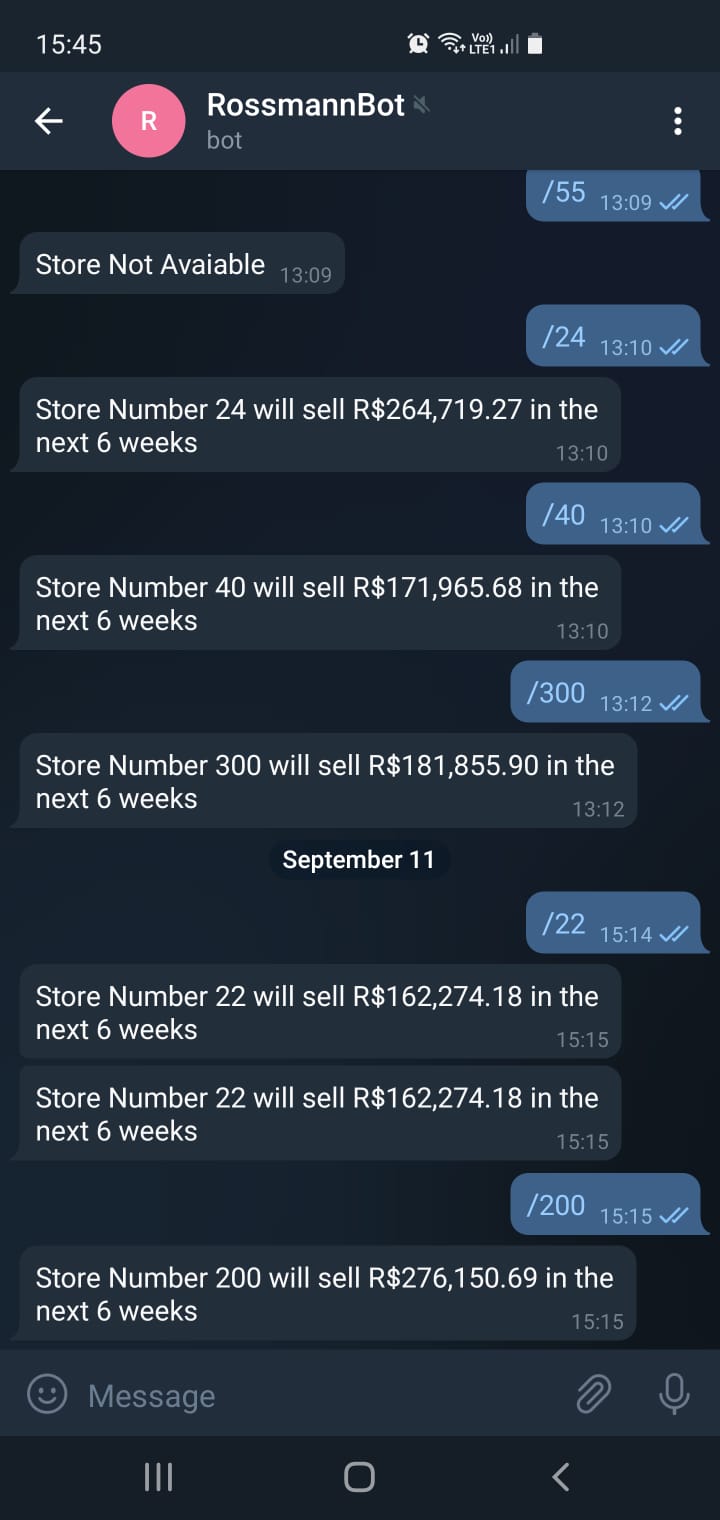 15:45
Vo))
LTE1
R
RossmannBot
bot
/55 13:09
Store Not Avaiable 13:09
/24 13:10
Store Number 24 will sell R$264,719.27 in the
next 6 weeks
13:10
/40 13:10
Store Number 40 will sell R$171,965.68 in the
next 6 weeks
13:10
/300 13:12
Store Number 300 will sell R$181,855.90 in the
next 6 weeks
13:12
September 11
/22 15:14
Store Number 22 will sell R$162,274.18 in the
next 6 weeks
15:15
Store Number 22 will sell R$162,274.18 in the
next 6 weeks
15:15
/200 15:15
Store Number 200 will sell R$276,150.69 in the
next 6 weeks
15:15
Message